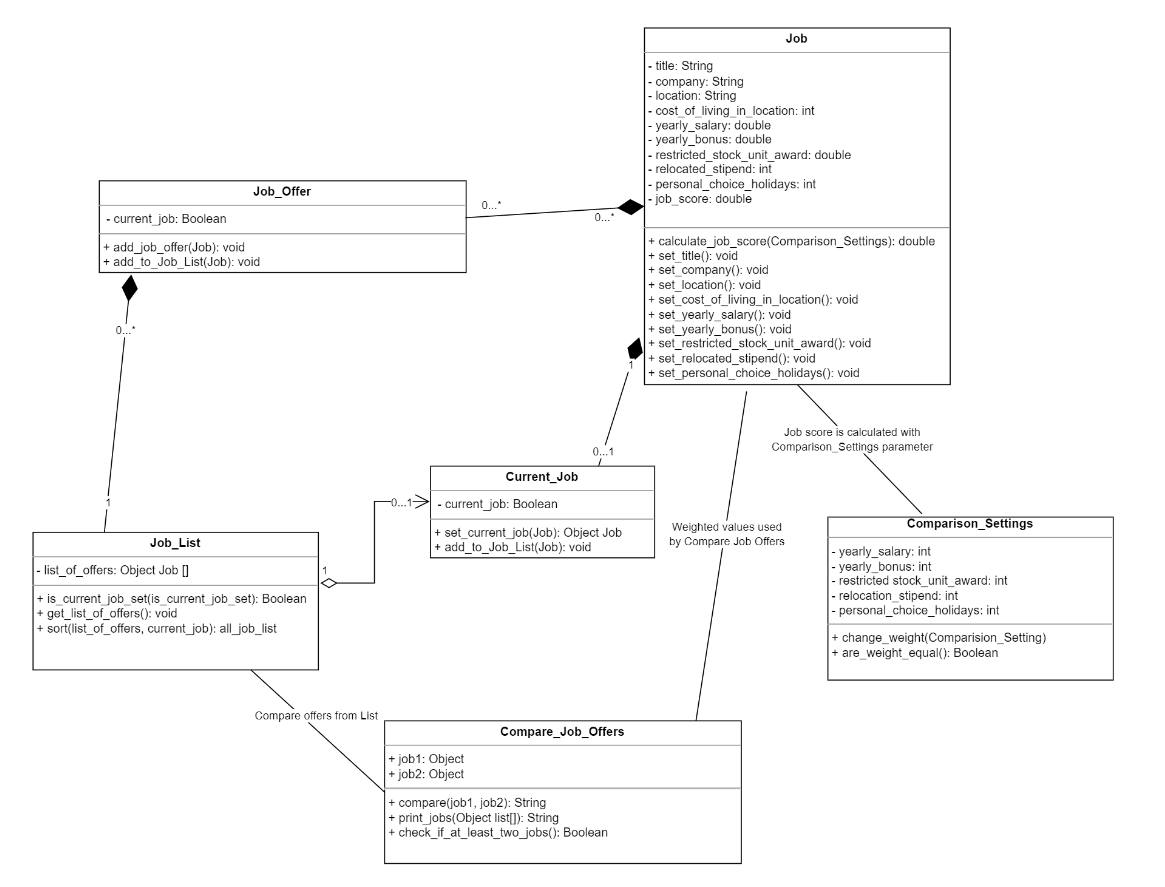 Job
- title: String
- company: String
- location: String
- cost_of_living_in_location: int
- yearly_salary: double
- yearly_bonus: double
- restricted_stock_unit_award: double
- relocated_stipend: int
- personal_choice_holidays: int
- job_score: double
+ calculate_job_score(Comparison_Settings): double
+ set_title(): void
+ set_company(): void
+ set_location(): void
+ set_cost_of_living_in_location(): void
+ set_yearly_salary(): void
+ set_yearly_bonus(): void
+ set_restricted_stock_unit_award(): void
+ set_relocated_stipend(): void
+ set_personal_choice_holidays(): void
Job_Offer
- current_job: Boolean
+ add_job_offer(Job): void
+ add_to_Job_List(Job): void
0...*
0...*
0...*
1
1
0...1
Job score is calculated with
Comparison_Settings parameter
Current_Job
- current_job: Boolean
+ set_current_job(Job): Object Job
+ add_to_Job_List(Job): void
0...1
1
Weighted values used
by Compare Job Offers
Comparison_Settings
- yearly_salary: int
- yearly_bonus: int
- restricted stock_unit_award: int
- relocation_stipend: int
- personal_choice_holidays: int
+ change_weight(Comparision_Setting)
+ are_weight_equal(): Boolean
Job_List
- list_of_offers: Object Job []
+ is_current_job_set(is_current_job_set): Boolean
+ get_list_of_offers(): void
+ sort(list_of_offers, current_job): all_job_list
Compare offers from List
Compare_Job_Offers
+ job1: Object
+ job2: Object
+ compare(job1, job2): String
+ print_jobs(Object list[]): String
+ check_if_at_least_two_jobs(): Boolean